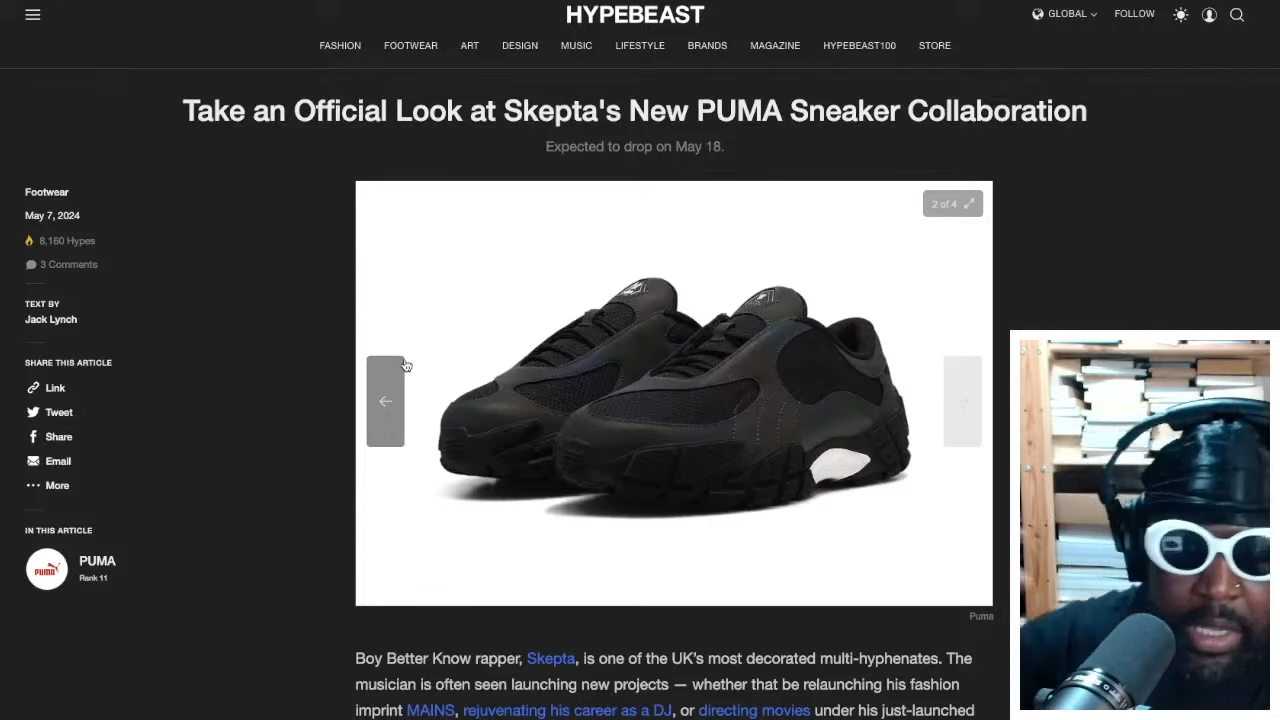 HYPEBEAST
GLOBAL
FOLLOW
FASHION
FOOTWEAR
ART
DESIGN
MUSIC
LIFESTYLE
BRANDS
MAGAZINE
HYPEBEAST100
STORE
Take an Official Look at Skepta's New PUMA Sneaker Collaboration
Expected to drop on May 18.
Footwear
May 7, 2024
8,160 Hypes
3 Comments
TEXT BY
Jack Lynch
SHARE THIS ARTICLE
Link
Tweet
Share
Email
More
IN THIS ARTICLE
PUMA
PUMA
Rank 11
2 of 4
Puma
Boy Better Know rapper, Skepta, is one of the UK's most decorated multi-hyphenates. The
musician is often seen launching new projects — whether that be relaunching his fashion
imprint MAINS, rejuvenating his career as a DJ, or directing movies under his just-launched